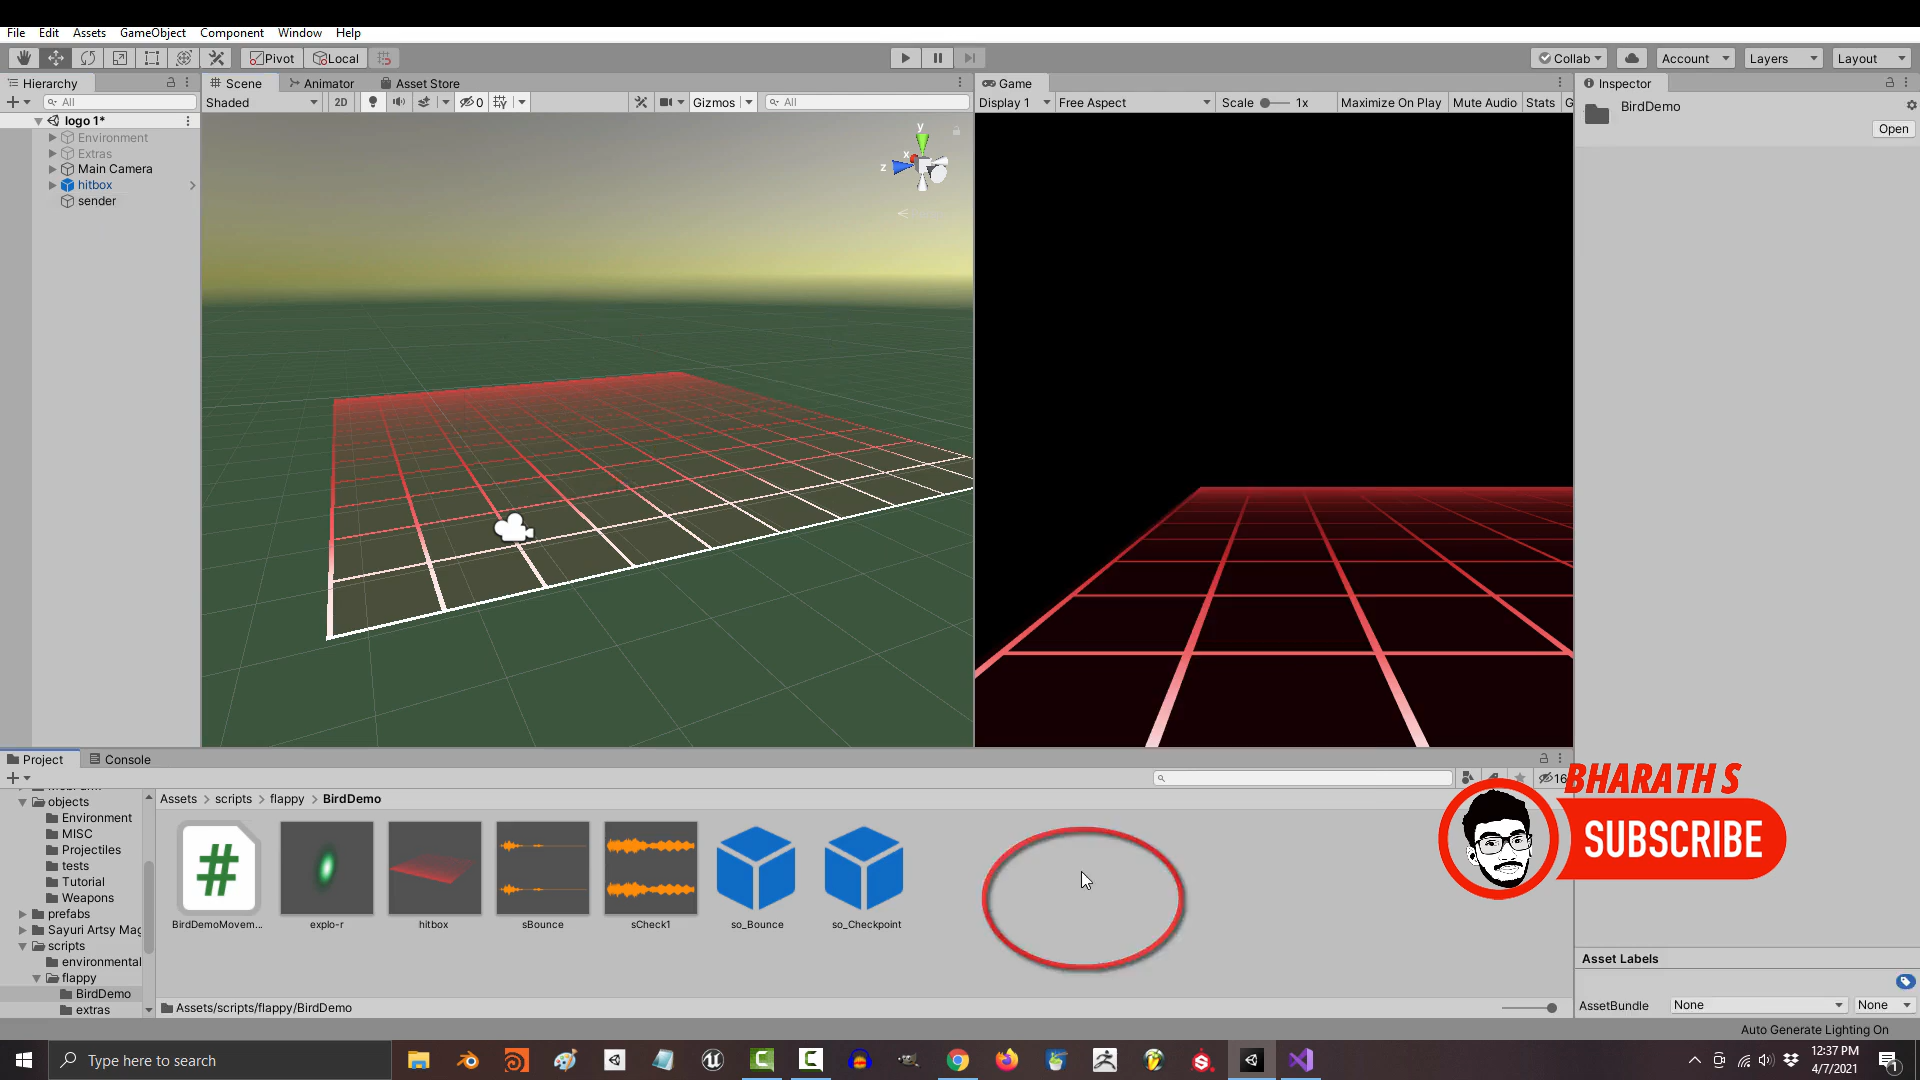 File Edit Assets GameObject Component Window Help
Pivot Local Collab Account Layers Layout
Hierarchy Scene Animator Asset Store Game Inspector
All Shaded 2D 0 Gizmos All Display 1 Free Aspect Scale 1x Maximize On Play Mute Audio Stats G BirdDemo
Open
logo 1*
Environment
Extras
Main Camera
hitbox
sender
y
x
z
Project Console
16
BHARATH S
SUBSCRIBE
Assets > scripts > flappy > BirdDemo
objects
Environment
MISC
Projectiles
tests
Tutorial
Weapons
prefabs
Sayuri Artsy Mag
scripts
environmental
flappy
BirdDemo
extras
#
BirdDemoMovem... explo-r hitbox sBounce sCheck1 so_Bounce so_Checkpoint
Assets/scripts/flappy/BirdDemo
Asset Labels
AssetBundle None None
Auto Generate Lighting On
Type here to search
12:37 PM
4/7/2021
1